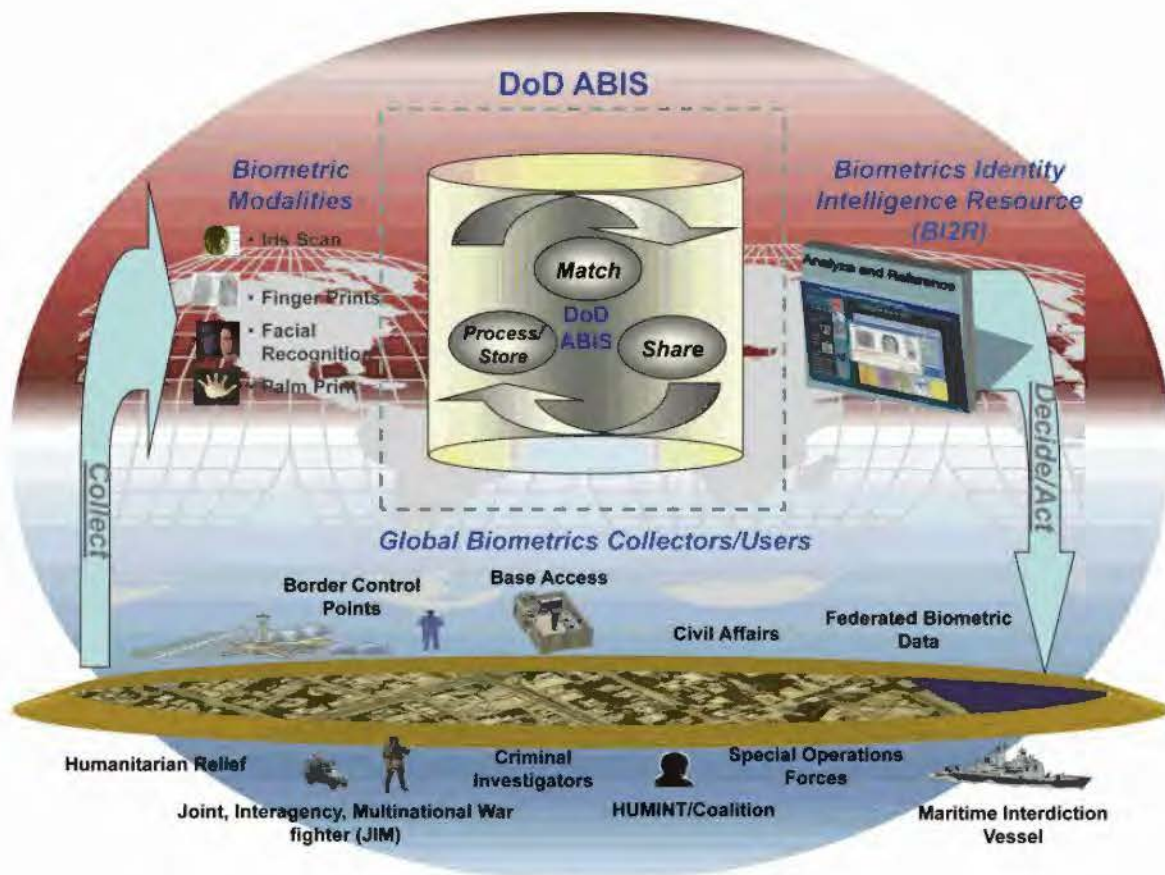 DoD ABIS
Biometric
Modalities
• Iris Scan
• Finger Prints
• Facial
Recognition
• Palm Print
Match
DoD
ABIS
Process/
Store
Share
Biometrics Identity
Intelligence Resource
(BI2R)
Analyze and Reference
Collect
Decide/Act
Global Biometrics Collectors/Users
Border Control
Points
Base Access
Civil Affairs
Federated Biometric
Data
Humanitarian Relief
Joint, Interagency, Multinational War
fighter (JIM)
Criminal
Investigators
HUMINT/Coalition
Special Operations
Forces
Maritime Interdiction
Vessel